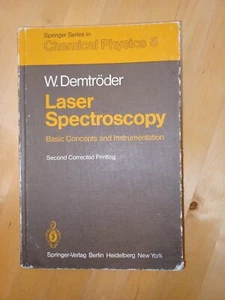 Springer Series in
Chemical Physics 5
W. Demtröder
Laser
Spectroscopy
Basic Concepts and Instrumentation
Second Corrected Printing
Springer-Verlag Berlin Heidelberg New York